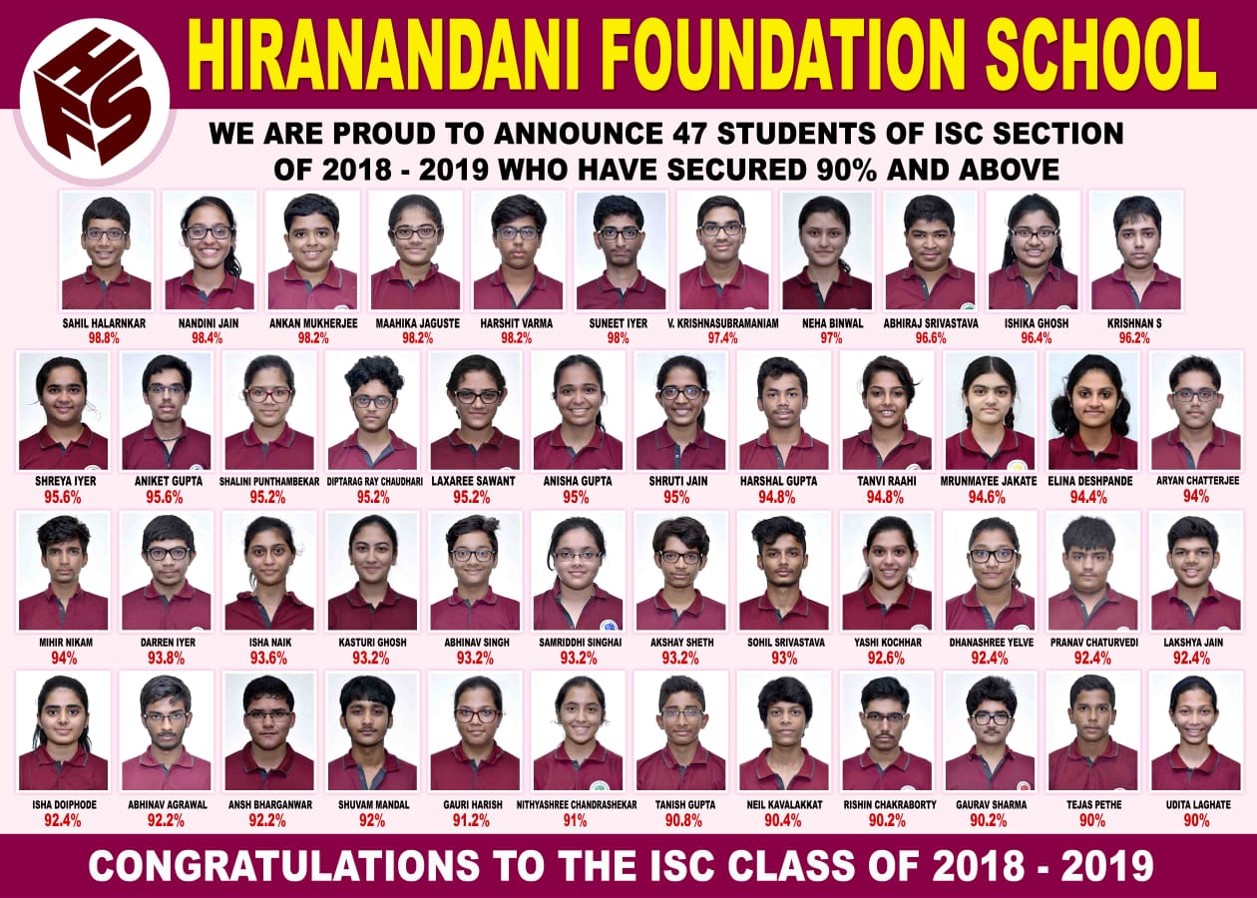 HFS
HIRANANDANI FOUNDATION SCHOOL
WE ARE PROUD TO ANNOUNCE 47 STUDENTS OF ISC SECTION
OF 2018 - 2019 WHO HAVE SECURED 90% AND ABOVE
SAHIL HALARNKAR NANDINI JAIN ANKAN MUKHERJEE MAAHIKA JAGUSTE HARSHIT VARMA SUNEET IYER V. KRISHNASUBRAMANIAM NEHA BINWAL ABHIRAJ SRIVASTAVA ISHIKA GHOSH KRISHNAN S
98.8% 98.4% 98.2% 98.2% 98.2% 98% 97.4% 97% 96.6% 96.4% 96.2%
SHREYA IYER ANIKET GUPTA SHALINI PUNTHAMBEKAR DIPTARAG RAY CHAUDHARI LAXAREE SAWANT ANISHA GUPTA SHRUTI JAIN HARSHAL GUPTA TANVI RAAHI MRUNMAYEE JAKATE ELINA DESHPANDE ARYAN CHATTERJEE
95.6% 95.6% 95.2% 95.2% 95.2% 95% 95% 94.8% 94.8% 94.6% 94.4% 94%
MIHIR NIKAM DARREN IYER ISHA NAIK KASTURI GHOSH ABHINAV SINGH SAMRIDDHI SINGHAI AKSHAY SHETH SOHIL SRIVASTAVA YASHI KOCHHAR DHANASHREE YELVE PRANAV CHATURVEDI LAKSHYA JAIN
94% 93.8% 93.6% 93.2% 93.2% 93.2% 93.2% 93% 92.6% 92.4% 92.4% 92.4%
ISHA DOIPHODE ABHINAV AGRAWAL ANSH BHARGANWAR SHUVAM MANDAL GAURI HARISH NITHYASHREE CHANDRASHEKAR TANISH GUPTA NEIL KAVALAKKAT RISHIN CHAKRABORTY GAURAV SHARMA TEJAS PETHE UDITA LAGHATE
92.4% 92.2% 92.2% 92% 91.2% 91% 90.8% 90.4% 90.2% 90.2% 90% 90%
CONGRATULATIONS TO THE ISC CLASS OF 2018 - 2019